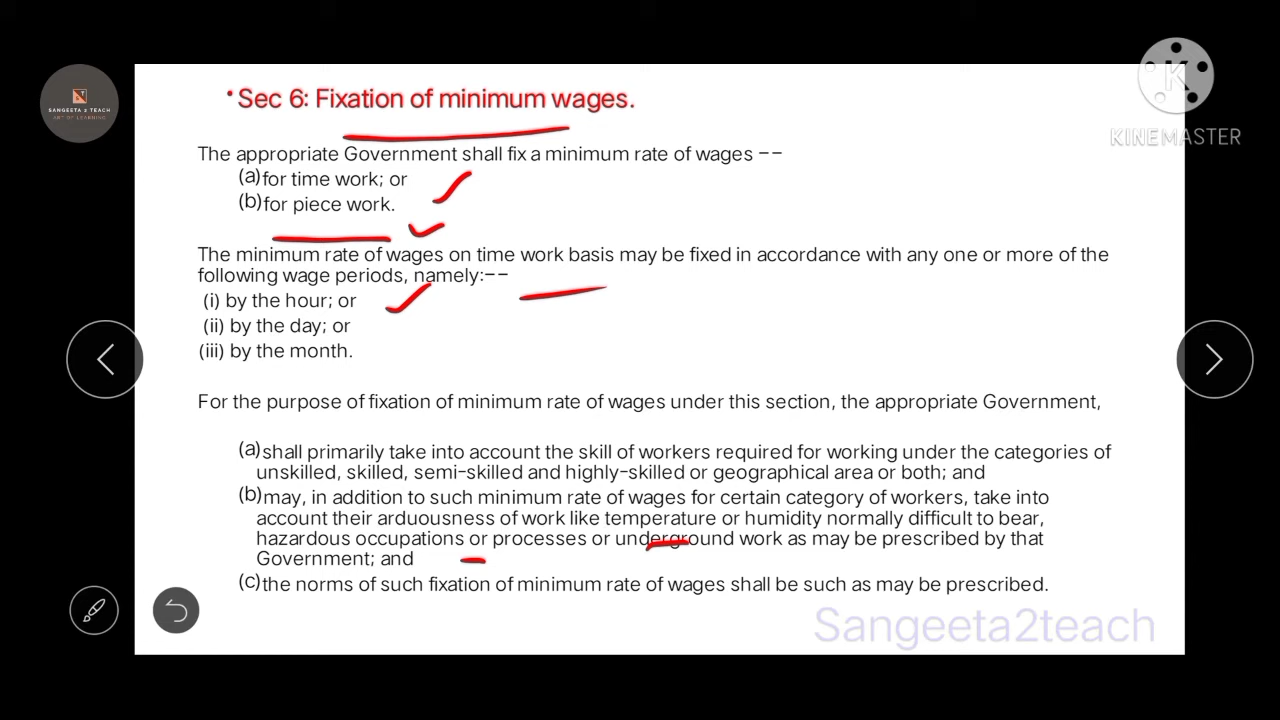 SANGEETA 2 TEACH
ART OF LEARNING
K
KINEMASTER
• Sec 6: Fixation of minimum wages.
The appropriate Government shall fix a minimum rate of wages −−
(a)for time work; or
(b)for piece work.
The minimum rate of wages on time work basis may be fixed in accordance with any one or more of the
following wage periods, namely:−−
(i) by the hour; or
(ii) by the day; or
(iii) by the month.
For the purpose of fixation of minimum rate of wages under this section, the appropriate Government,
(a)shall primarily take into account the skill of workers required for working under the categories of
unskilled, skilled, semi-skilled and highly-skilled or geographical area or both; and
(b)may, in addition to such minimum rate of wages for certain category of workers, take into
account their arduousness of work like temperature or humidity normally difficult to bear,
hazardous occupations or processes or underground work as may be prescribed by that
Government; and
(c)the norms of such fixation of minimum rate of wages shall be such as may be prescribed.
Sangeeta2teach